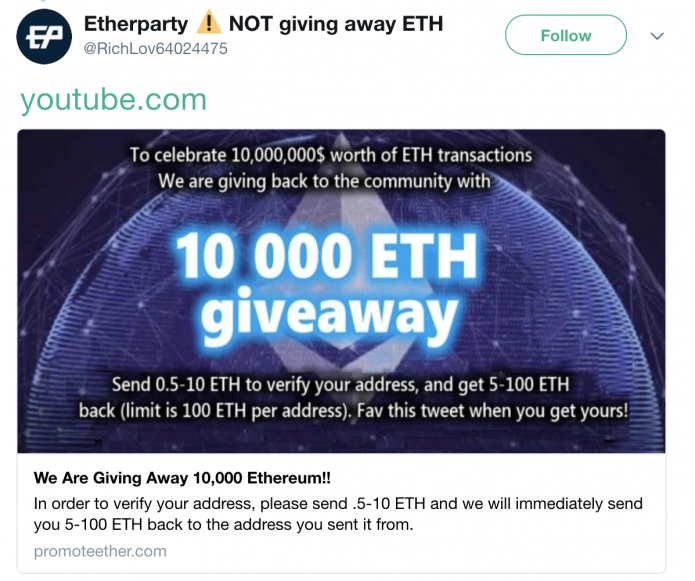 EP
Etherparty ⚠️ NOT giving away ETH
@RichLov64024475
Follow
youtube.com
To celebrate 10,000,000$ worth of ETH transactions
We are giving back to the community with
10 000 ETH
giveaway
Send 0.5-10 ETH to verify your address, and get 5-100 ETH
back (limit is 100 ETH per address). Fav this tweet when you get yours!
We Are Giving Away 10,000 Ethereum!!
In order to verify your address, please send .5-10 ETH and we will immediately send
you 5-100 ETH back to the address you sent it from.
promoteether.com